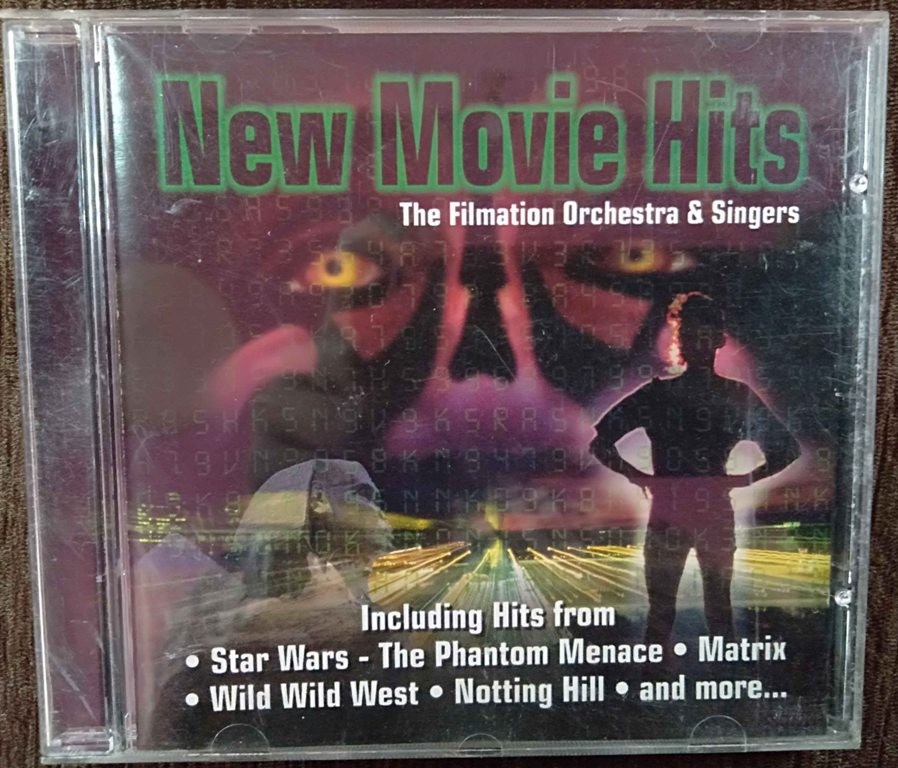 New Movie Hits
The Filmation Orchestra & Singers
Including Hits from
• Star Wars - The Phantom Menace • Matrix
• Wild Wild West • Notting Hill • and more...